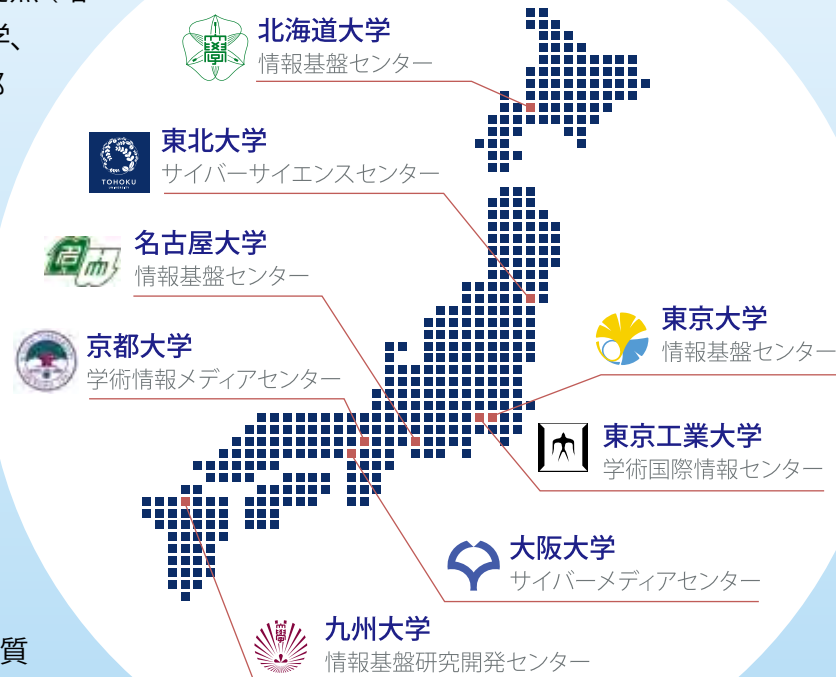 学、
北海道大学
情報基盤センター
東北大学
サイバーサイエンスセンター
TOHOKU
名古屋大学
情報基盤センター
京都大学
学術情報メディアセンター
東京大学
情報基盤センター
東京工業大学
学術国際情報センター
大阪大学
サイバーメディアセンター
九州大学
情報基盤研究開発センター
質